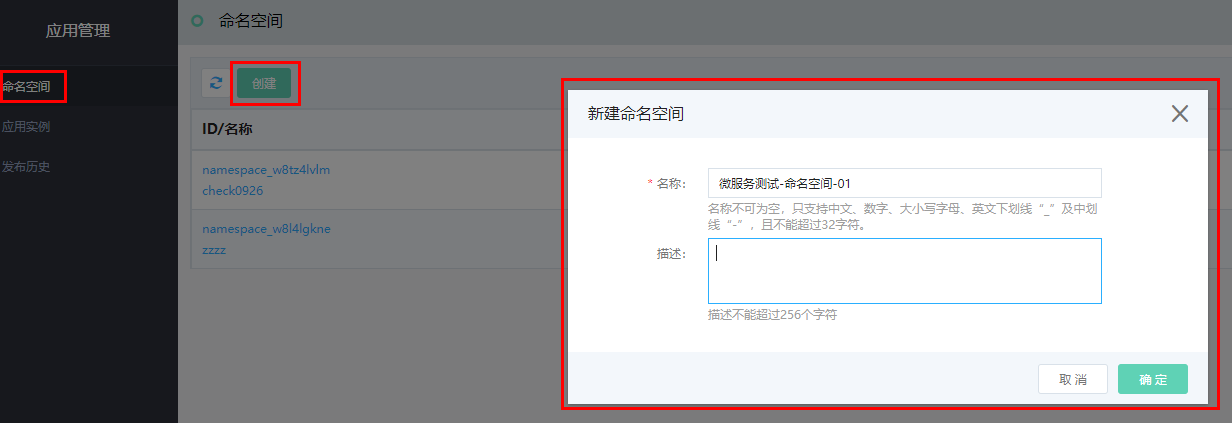 应用管理
命名空间
应用实例
发布历史
命名空间
创建
ID/名称
namespace_w8tz4lvlm
check0926
namespace_w8l4lgkne
zzzz
新建命名空间
* 名称：
微服务测试-命名空间-01
名称不可为空，只支持中文、数字、大小写字母、英文下划线“_”及中划
线“-”，且不能超过32字符。
描述：
描述不能超过256个字符
取消
确定